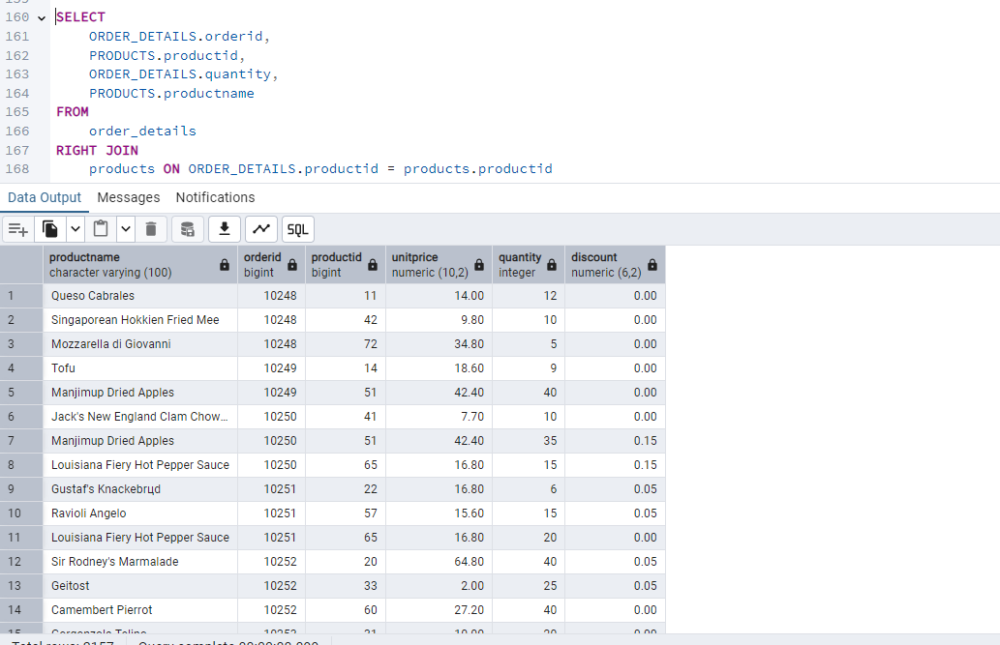 160 SELECT
161 ORDER_DETAILS.orderid,
162 PRODUCTS.productid,
163 ORDER_DETAILS.quantity,
164 PRODUCTS.productname
165 FROM
166 order_details
167 RIGHT JOIN
168 products ON ORDER_DETAILS.productid = products.productid
Data Output Messages Notifications
SQL
productname orderid productid unitprice quantity discount
character varying (100) bigint bigint numeric (10,2) integer numeric (6,2)
1 Queso Cabrales 10248 11 14.00 12 0.00
2 Singaporean Hokkien Fried Mee 10248 42 9.80 10 0.00
3 Mozzarella di Giovanni 10248 72 34.80 5 0.00
4 Tofu 10249 14 18.60 9 0.00
5 Manjimup Dried Apples 10249 51 42.40 40 0.00
6 Jack's New England Clam Chow... 10250 41 7.70 10 0.00
7 Manjimup Dried Apples 10250 51 42.40 35 0.15
8 Louisiana Fiery Hot Pepper Sauce 10250 65 16.80 15 0.15
9 Gustaf's Knackebrцd 10251 22 16.80 6 0.05
10 Ravioli Angelo 10251 57 15.60 15 0.05
11 Louisiana Fiery Hot Pepper Sauce 10251 65 16.80 20 0.00
12 Sir Rodney's Marmalade 10252 20 64.80 40 0.05
13 Geitost 10252 33 2.00 25 0.05
14 Camembert Pierrot 10252 60 27.20 40 0.00